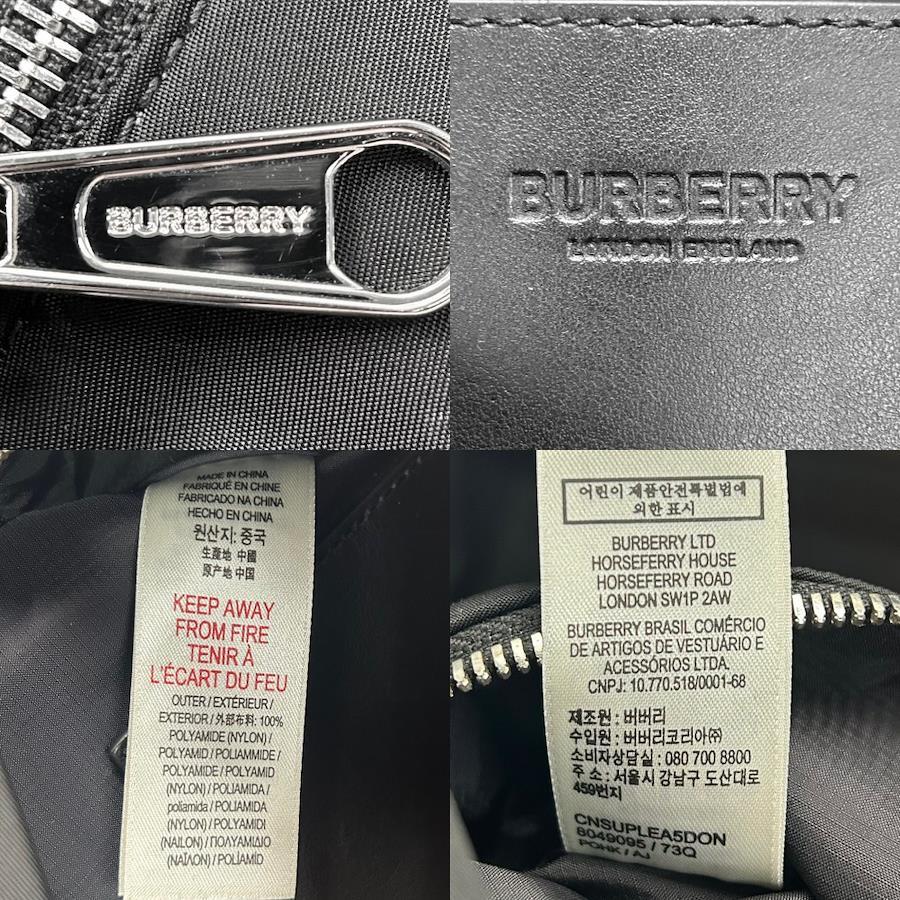 BURBERRY
BURBERRY
LONDON ENGLAND
MADE IN CHINA
FABRIQUÉ EN CHINE
FABRICADO NA CHINA
HECHO EN CHINA
원산지: 중국
生產地 中國
原产地 中国
KEEP AWAY
FROM FIRE
TENIR À
L'ÉCART DU FEU
OUTER / EXTÉRIEUR /
EXTERIOR / 外部布料: 100%
POLYAMIDE (NYLON) /
POLYAMID / POLIAMMIDE /
POLYAMIDE / POLYAMID
(NYLON) / POLIAMIDA /
poliamida / POLIAMIDA
(NYLON) / POLYAMIDI
(NAILON) / ПОЛУАМІДІО
(ΝΑΪΛΟΝ) / POLIAMÍD
어린이 제품안전특별법에
의한 표시
BURBERRY LTD
HORSEFERRY HOUSE
HORSEFERRY ROAD
LONDON SW1P 2AW
BURBERRY BRASIL COMÉRCIO
DE ARTIGOS DE VESTUÁRIO E
ACESSÓRIOS LTDA.
CNPJ: 10.770.518/0001-68
제조원 : 버버리
수입원 : 버버리코리아㈜
소비자상담실 : 080 700 8800
주 소 : 서울시 강남구 도산대로
459번지
CNSUPLEA5DON
8049095 / 73Q
POHK / AJ